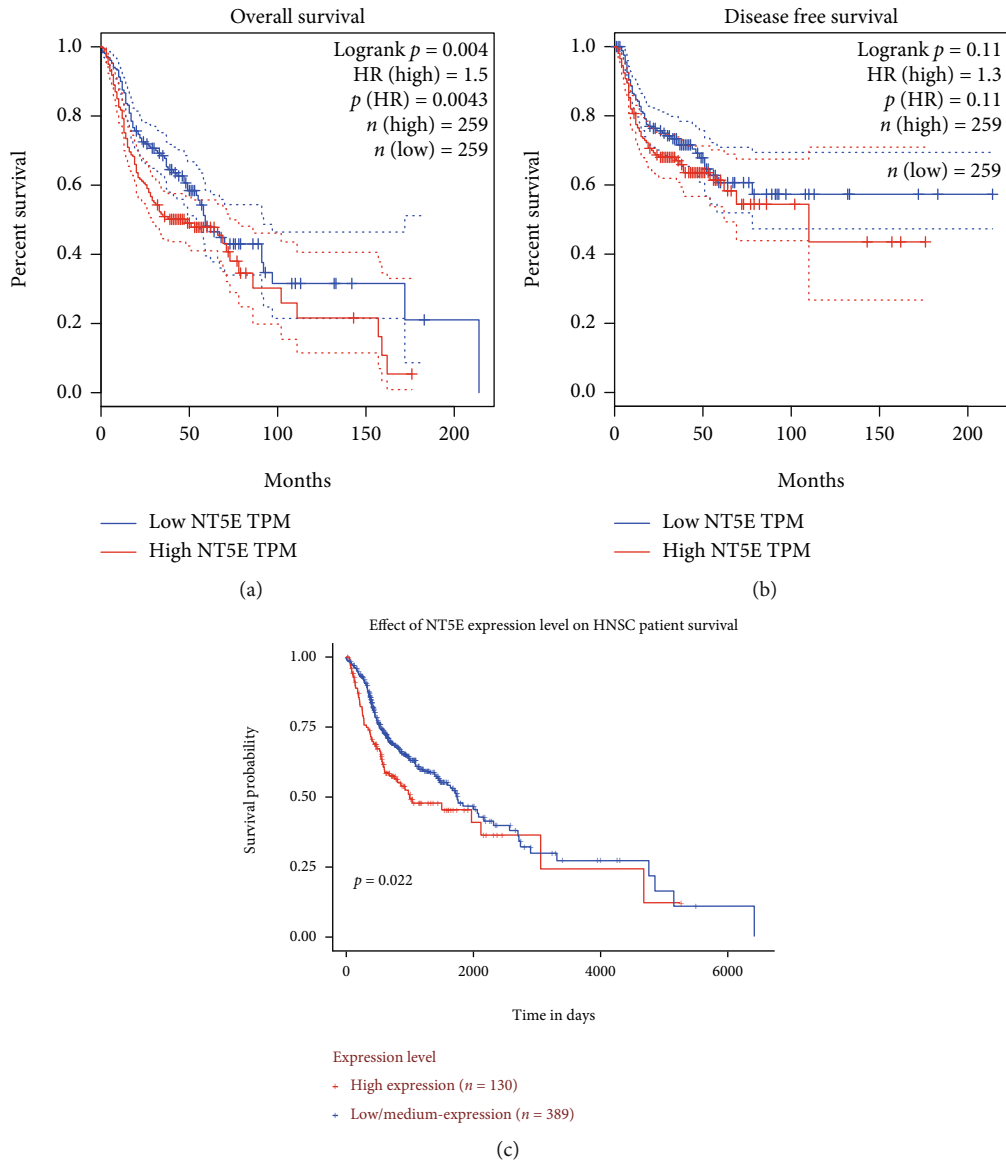 Overall survival
Logrank p = 0.004
HR (high) = 1.5
p (HR) = 0.0043
n (high) = 259
n (low) = 259
Percent survival
1.0
0.8
0.6
0.4
0.2
0.0
0 50 100 150 200
Months
Low NT5E TPM
High NT5E TPM
(a)
Disease free survival
Logrank p = 0.11
HR (high) = 1.3
p (HR) = 0.11
n (high) = 259
n (low) = 259
Percent survival
1.0
0.8
0.6
0.4
0.2
0.0
0 50 100 150 200
Months
Low NT5E TPM
High NT5E TPM
(b)
Effect of NT5E expression level on HNSC patient survival
Survival probability
1.00
0.75
0.50
0.25
0.00
p = 0.022
0 2000 4000 6000
Time in days
Expression level
High expression (n = 130)
Low/medium-expression (n = 389)
(c)